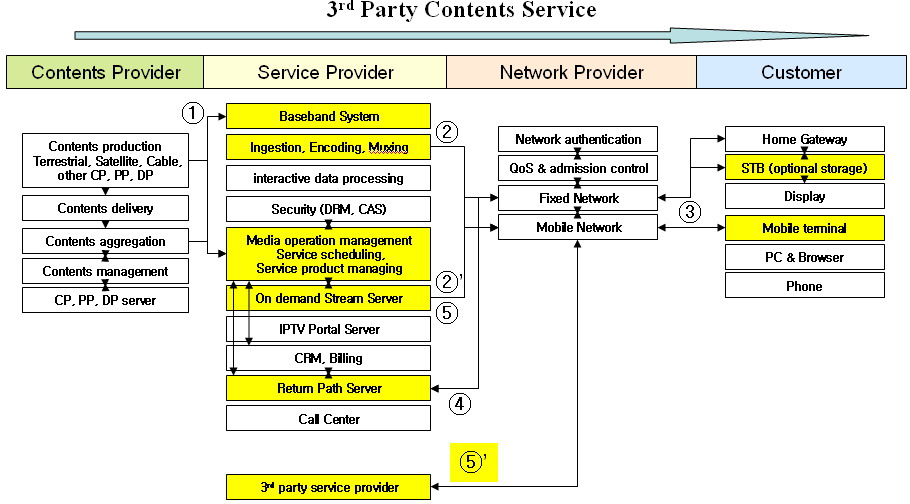 3rd Party Contents Service
Contents Provider
Service Provider
Network Provider
Customer
①
Contents production
Terrestrial, Satellite, Cable,
other CP, PP, DP
Contents delivery
Contents aggregation
Contents management
CP, PP, DP server
Baseband System
Ingestion, Encoding, Muxing
interactive data processing
Security (DRM, CAS)
Media operation management
Service scheduling,
Service product managing
On demand Stream Server
IPTV Portal Server
CRM, Billing
Return Path Server
Call Center
3rd party service provider
②
②’
⑤
④
⑤’
Network authentication
QoS & admission control
Fixed Network
Mobile Network
③
Home Gateway
STB (optional storage)
Display
Mobile terminal
PC & Browser
Phone